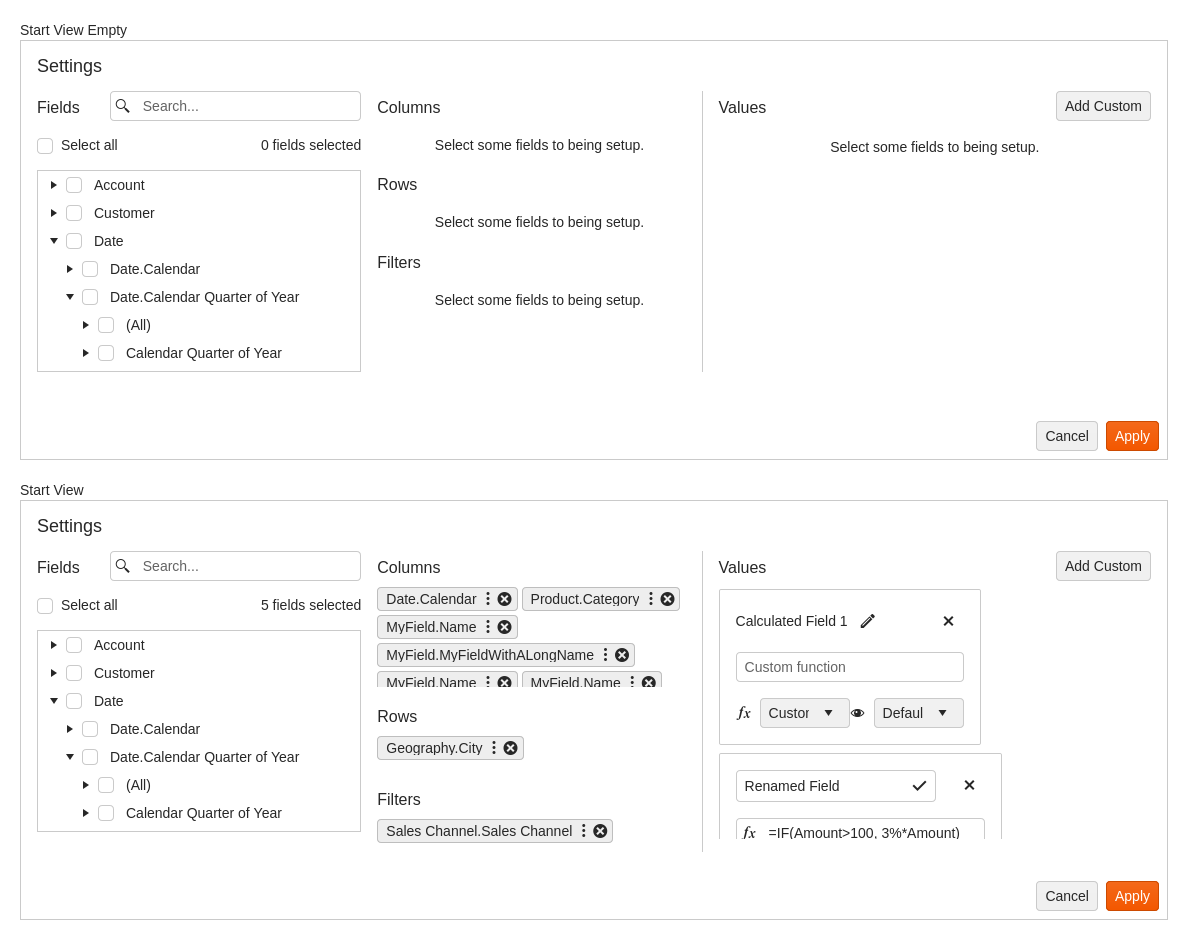 Start View Empty
Settings
Fields
Search...
Select all
0 fields selected
Account
Customer
Date
Date.Calendar
Date.Calendar Quarter of Year
(All)
Calendar Quarter of Year
Columns
Select some fields to being setup.
Rows
Select some fields to being setup.
Filters
Select some fields to being setup.
Values
Add Custom
Select some fields to being setup.
Cancel
Apply
Start View
Settings
Fields
Search...
Select all
5 fields selected
Account
Customer
Date
Date.Calendar
Date.Calendar Quarter of Year
(All)
Calendar Quarter of Year
Columns
Date.Calendar
Product.Category
MyField.Name
MyField.MyFieldWithALongName
MyField.Name
MyField.Name
Rows
Geography.City
Filters
Sales Channel.Sales Channel
Values
Add Custom
Calculated Field 1
Custom function
fx
Custor
Defaul
Renamed Field
fx =IF(Amount>100, 3%*Amount)
Cancel
Apply